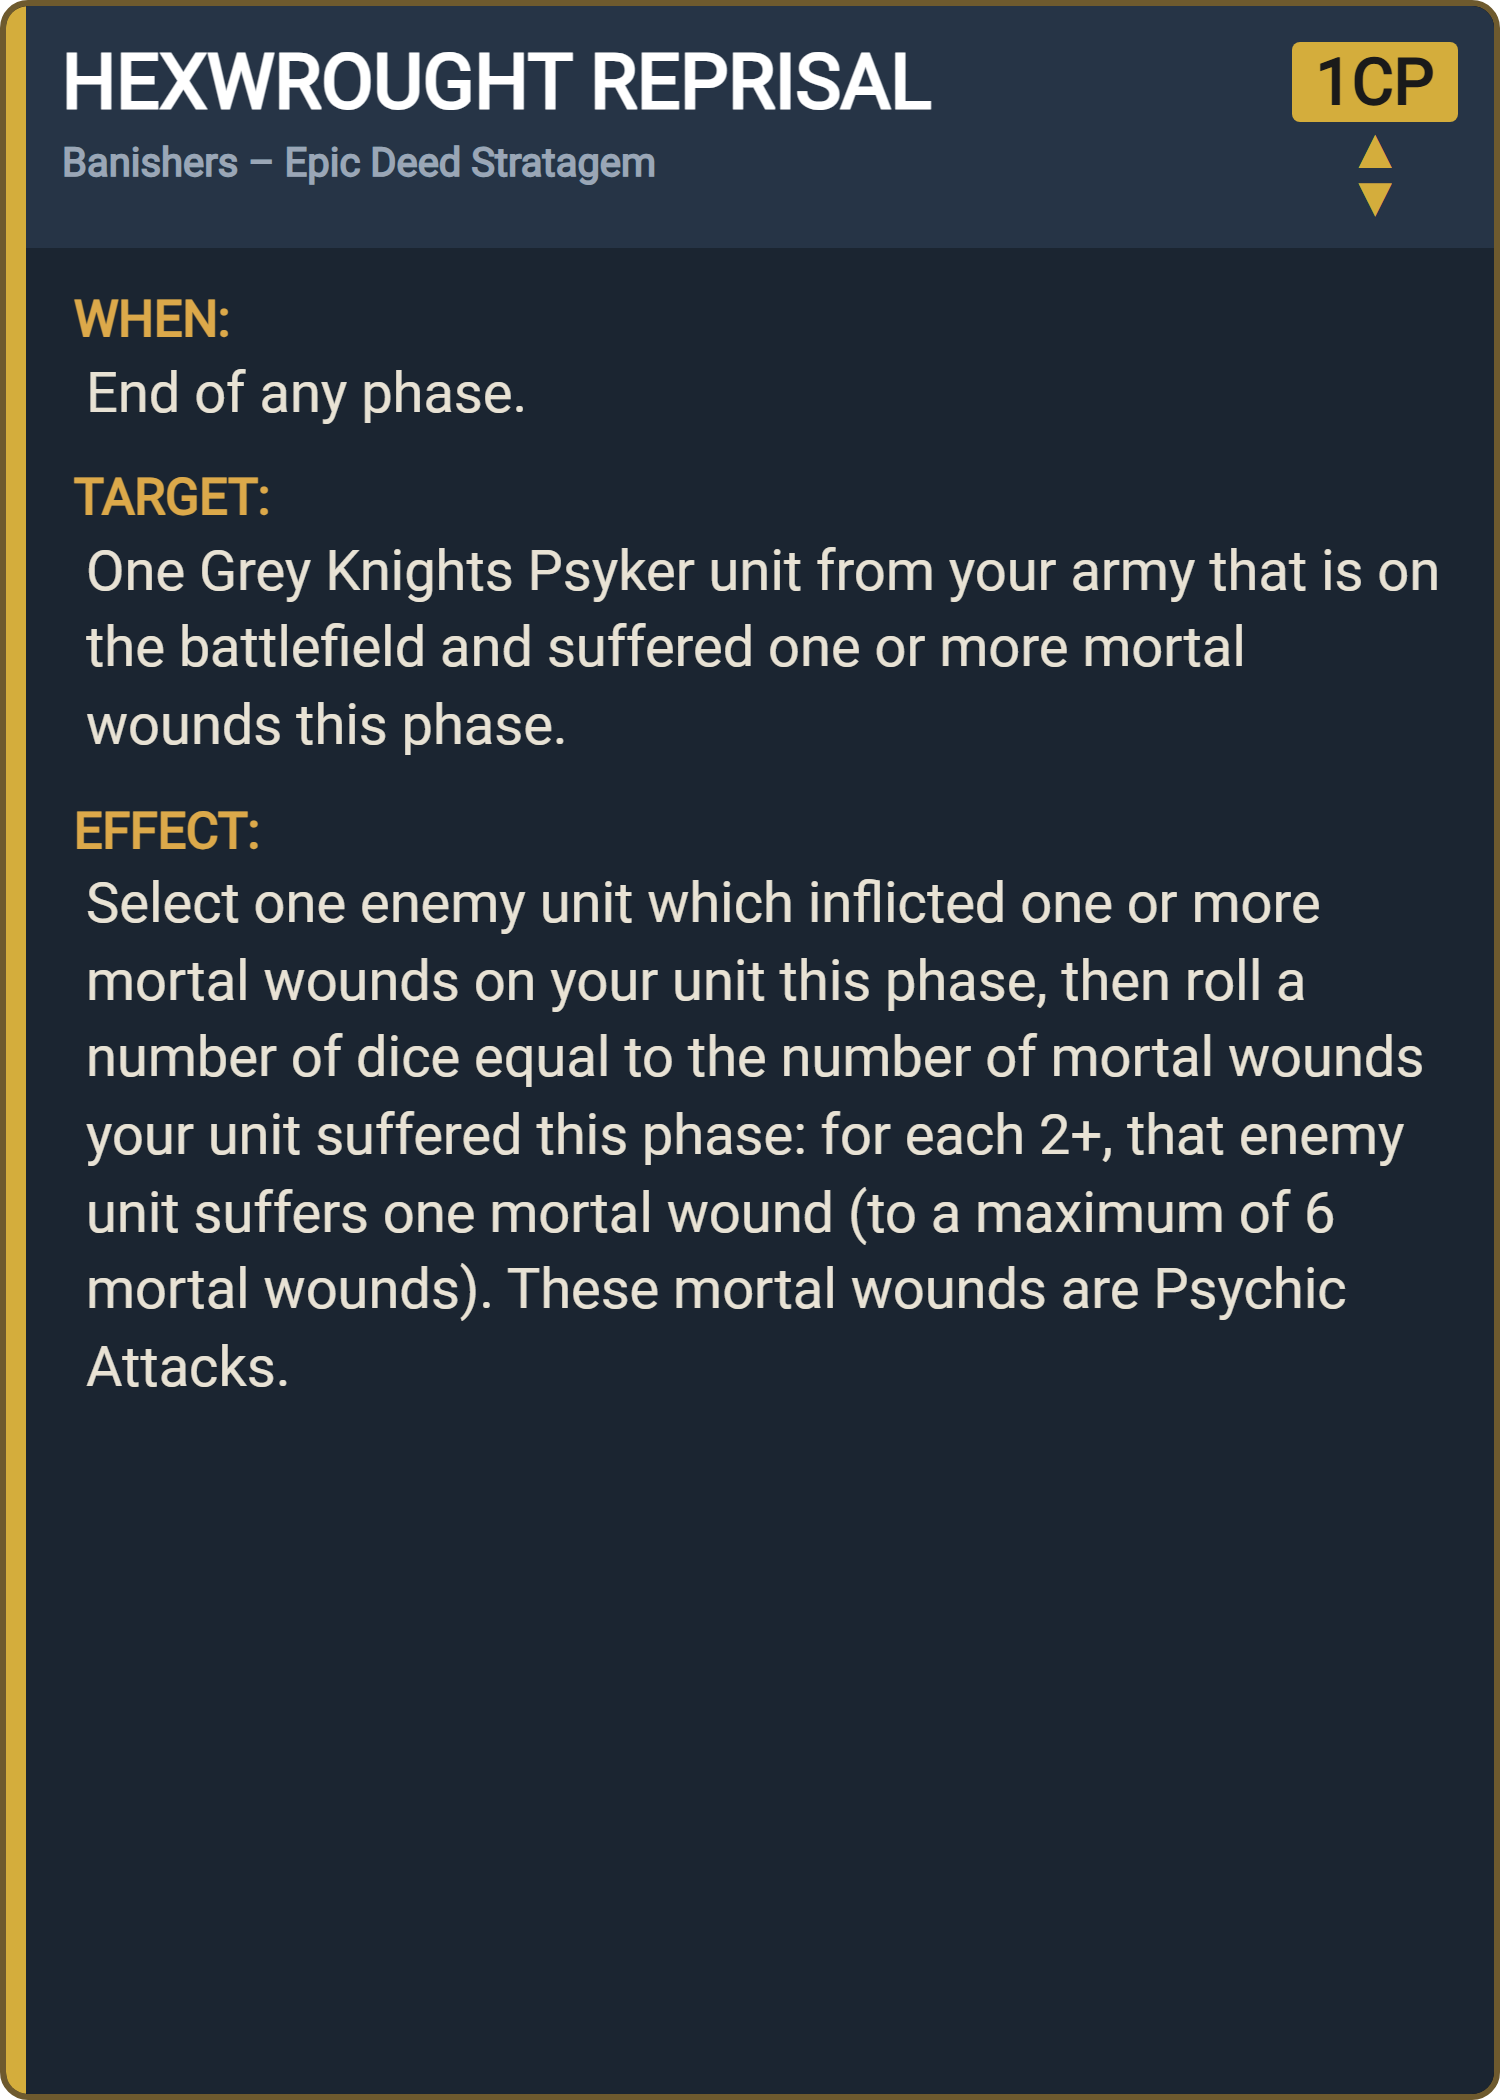 HEXWROUGHT REPRISAL
1CP
Banishers – Epic Deed Stratagem
▲
▼
WHEN:
End of any phase.
TARGET:
One Grey Knights Psyker unit from your army that is on
the battlefield and suffered one or more mortal
wounds this phase.
EFFECT:
Select one enemy unit which inflicted one or more
mortal wounds on your unit this phase, then roll a
number of dice equal to the number of mortal wounds
your unit suffered this phase: for each 2+, that enemy
unit suffers one mortal wound (to a maximum of 6
mortal wounds). These mortal wounds are Psychic
Attacks.